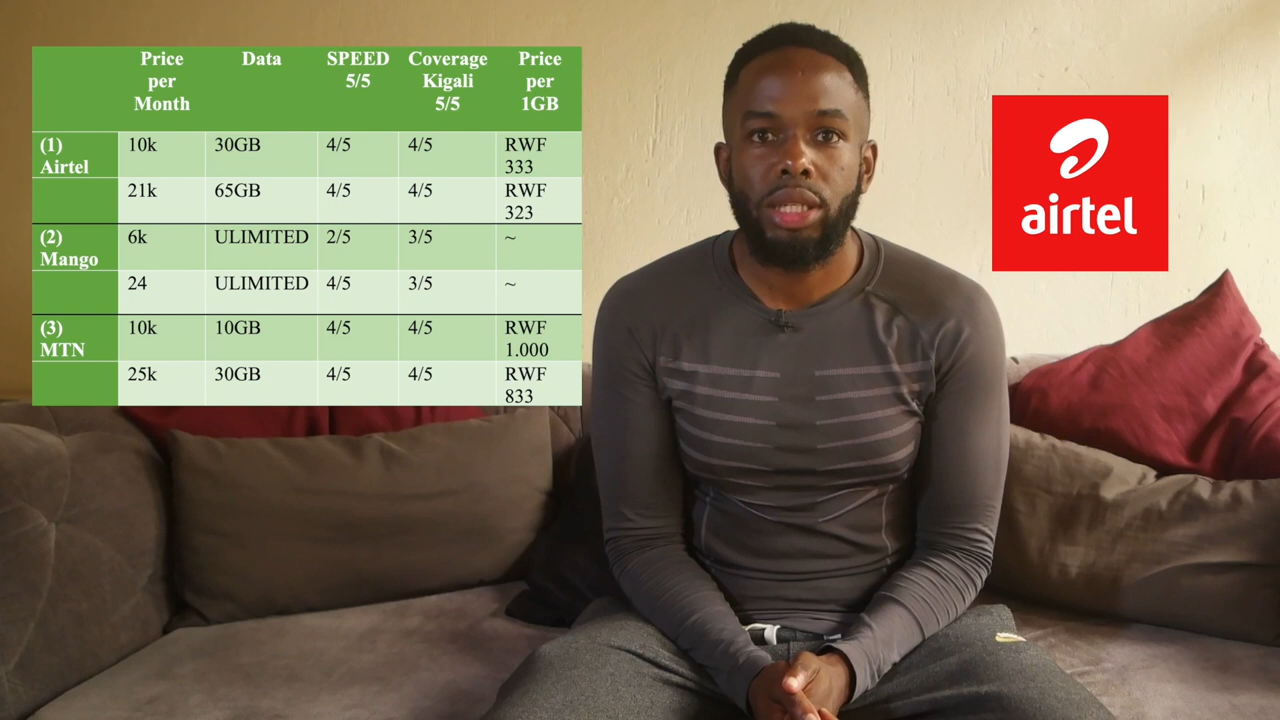 Price per Month Data SPEED 5/5 Coverage Kigali 5/5 Price per 1GB
(1) Airtel 10k 30GB 4/5 4/5 RWF 333
21k 65GB 4/5 4/5 RWF 323
(2) Mango 6k ULIMITED 2/5 3/5 ~
24 ULIMITED 4/5 3/5 ~
(3) MTN 10k 10GB 4/5 4/5 RWF 1.000
25k 30GB 4/5 4/5 RWF 833
airtel